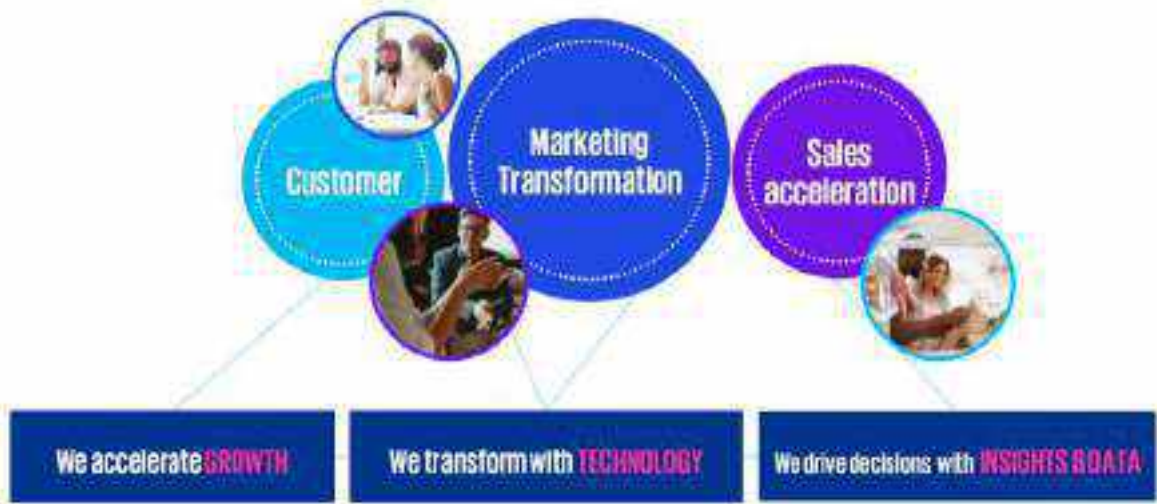 Customer
Marketing
Transformation
Sales
acceleration
We accelerate GROWTH
We transform with TECHNOLOGY
We drive decisions with INSIGHTS & DATA